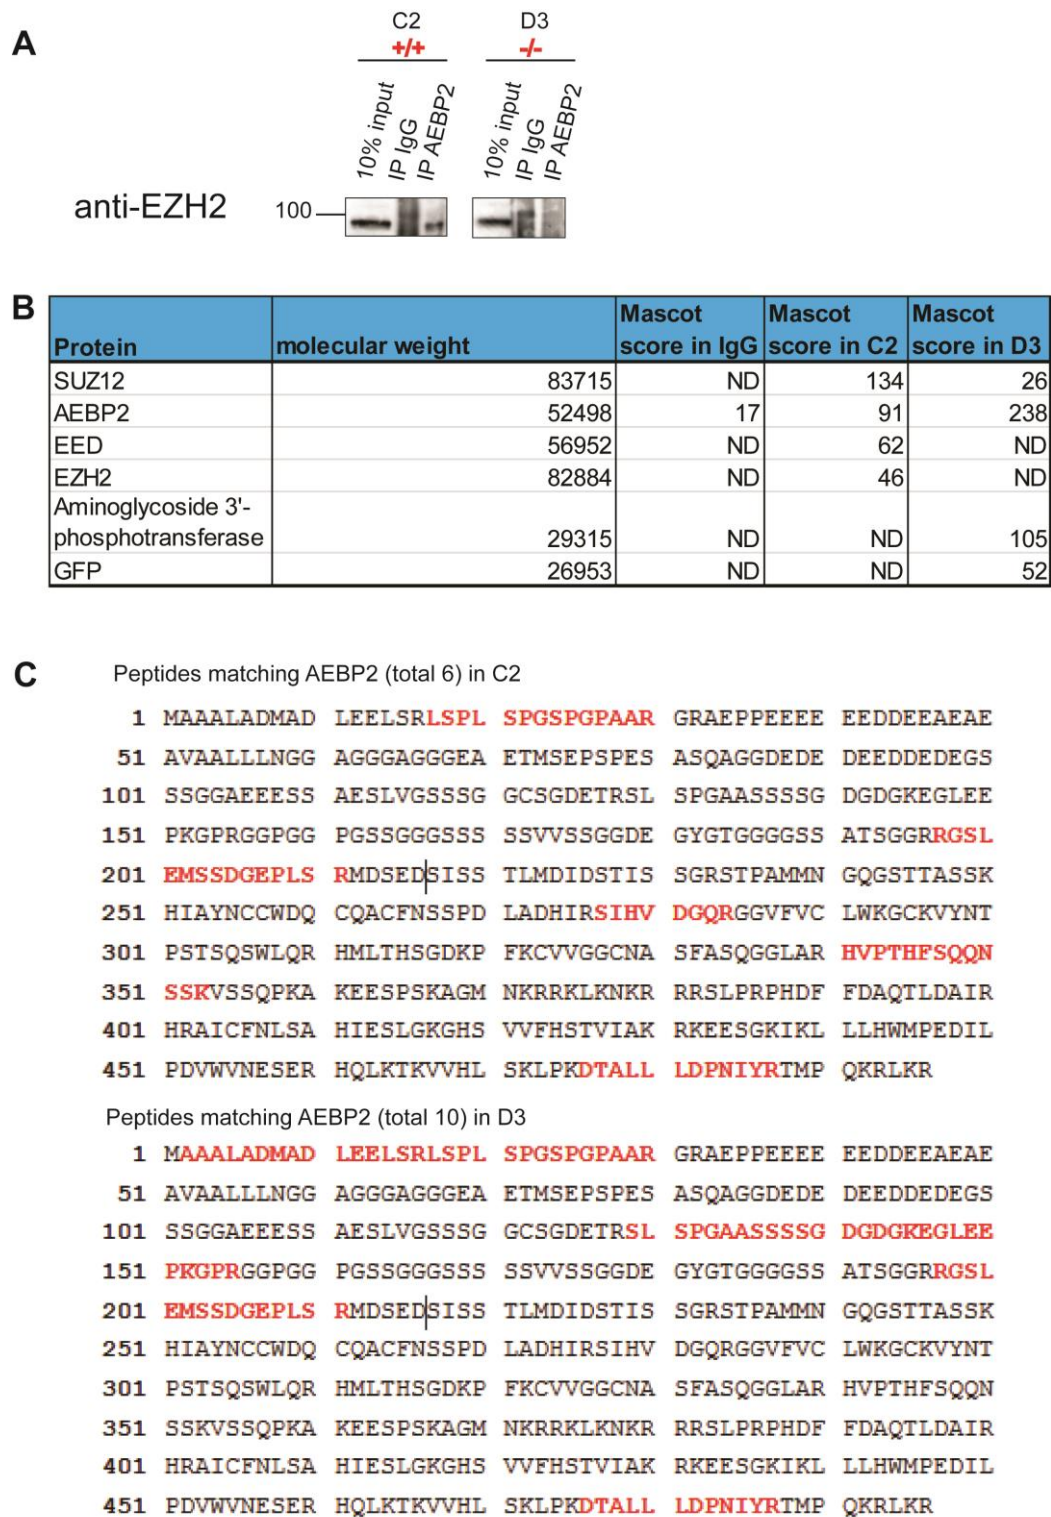 A
C2
D3
+/+
-/-
10% input
IP IgG
IP AEBP2
10% input
IP IgG
IP AEBP2
anti-EZH2
100
B
Protein molecular weight Mascot score in IgG Mascot score in C2 Mascot score in D3
SUZ12 83715 ND 134 26
AEBP2 52498 17 91 238
EED 56952 ND 62 ND
EZH2 82884 ND 46 ND
Aminoglycoside 3'-
phosphotransferase 29315 ND ND 105
GFP 26953 ND ND 52
C
Peptides matching AEBP2 (total 6) in C2
1 MAAALADMAD LEELSRLSPL SPGSPGPAAR GRAEPPEEEE EEDDEEAEAE
51 AVAALLLNGG AGGGAGGGEA ETMSEPSPES ASQAGGDEDE DEEDDEDEGS
101 SSGGAEEESS AESLVGSSSG GCSGDETRSL SPGAASSSSG DGDGKEGLEE
151 PKGPRGGPGG PGSSGGGSSS SSVVSSGGDE GYGTGGGGSS ATSGGRRGSL
201 EMSSDGEPLS RMDSEDSISS TLMDIDSTIS SGRSTPAMMN GQGSTTASSK
251 HIAYNCCWDQ CQACFNSSPD LADHIRSIHV DGQRGGVFVC LWKGCKVYNT
301 PSTSQSWLQR HMLTHSGDKP FKCVVGGCNA SFASQGGLAR HVPTHFSQQN
351 SSKVSSQPKA KEESPSKAGM NKRRKLKNKR RRSLPRPHDF FDAQTLDAIR
401 HRAICFNLSA HIESLGKGHS VVFHSTVIAK RKEESGKIKL LLHWMPEDIL
451 PDVWVNESER HQLKTKVVHL SKLPKDTALL LDPNIYRTMP QKRLKR
Peptides matching AEBP2 (total 10) in D3
1 MAAALADMAD LEELSRLSPL SPGSPGPAAR GRAEPPEEEE EEDDEEAEAE
51 AVAALLLNGG AGGGAGGGEA ETMSEPSPES ASQAGGDEDE DEEDDEDEGS
101 SSGGAEEESS AESLVGSSSG GCSGDETRSL SPGAASSSSG DGDGKEGLEE
151 PKGPRGGPGG PGSSGGGSSS SSVVSSGGDE GYGTGGGGSS ATSGGRRGSL
201 EMSSDGEPLS RMDSEDSISS TLMDIDSTIS SGRSTPAMMN GQGSTTASSK
251 HIAYNCCWDQ CQACFNSSPD LADHIRSIHV DGQRGGVFVC LWKGCKVYNT
301 PSTSQSWLQR HMLTHSGDKP FKCVVGGCNA SFASQGGLAR HVPTHFSQQN
351 SSKVSSQPKA KEESPSKAGM NKRRKLKNKR RRSLPRPHDF FDAQTLDAIR
401 HRAICFNLSA HIESLGKGHS VVFHSTVIAK RKEESGKIKL LLHWMPEDIL
451 PDVWVNESER HQLKTKVVHL SKLPKDTALL LDPNIYRTMP QKRLKR